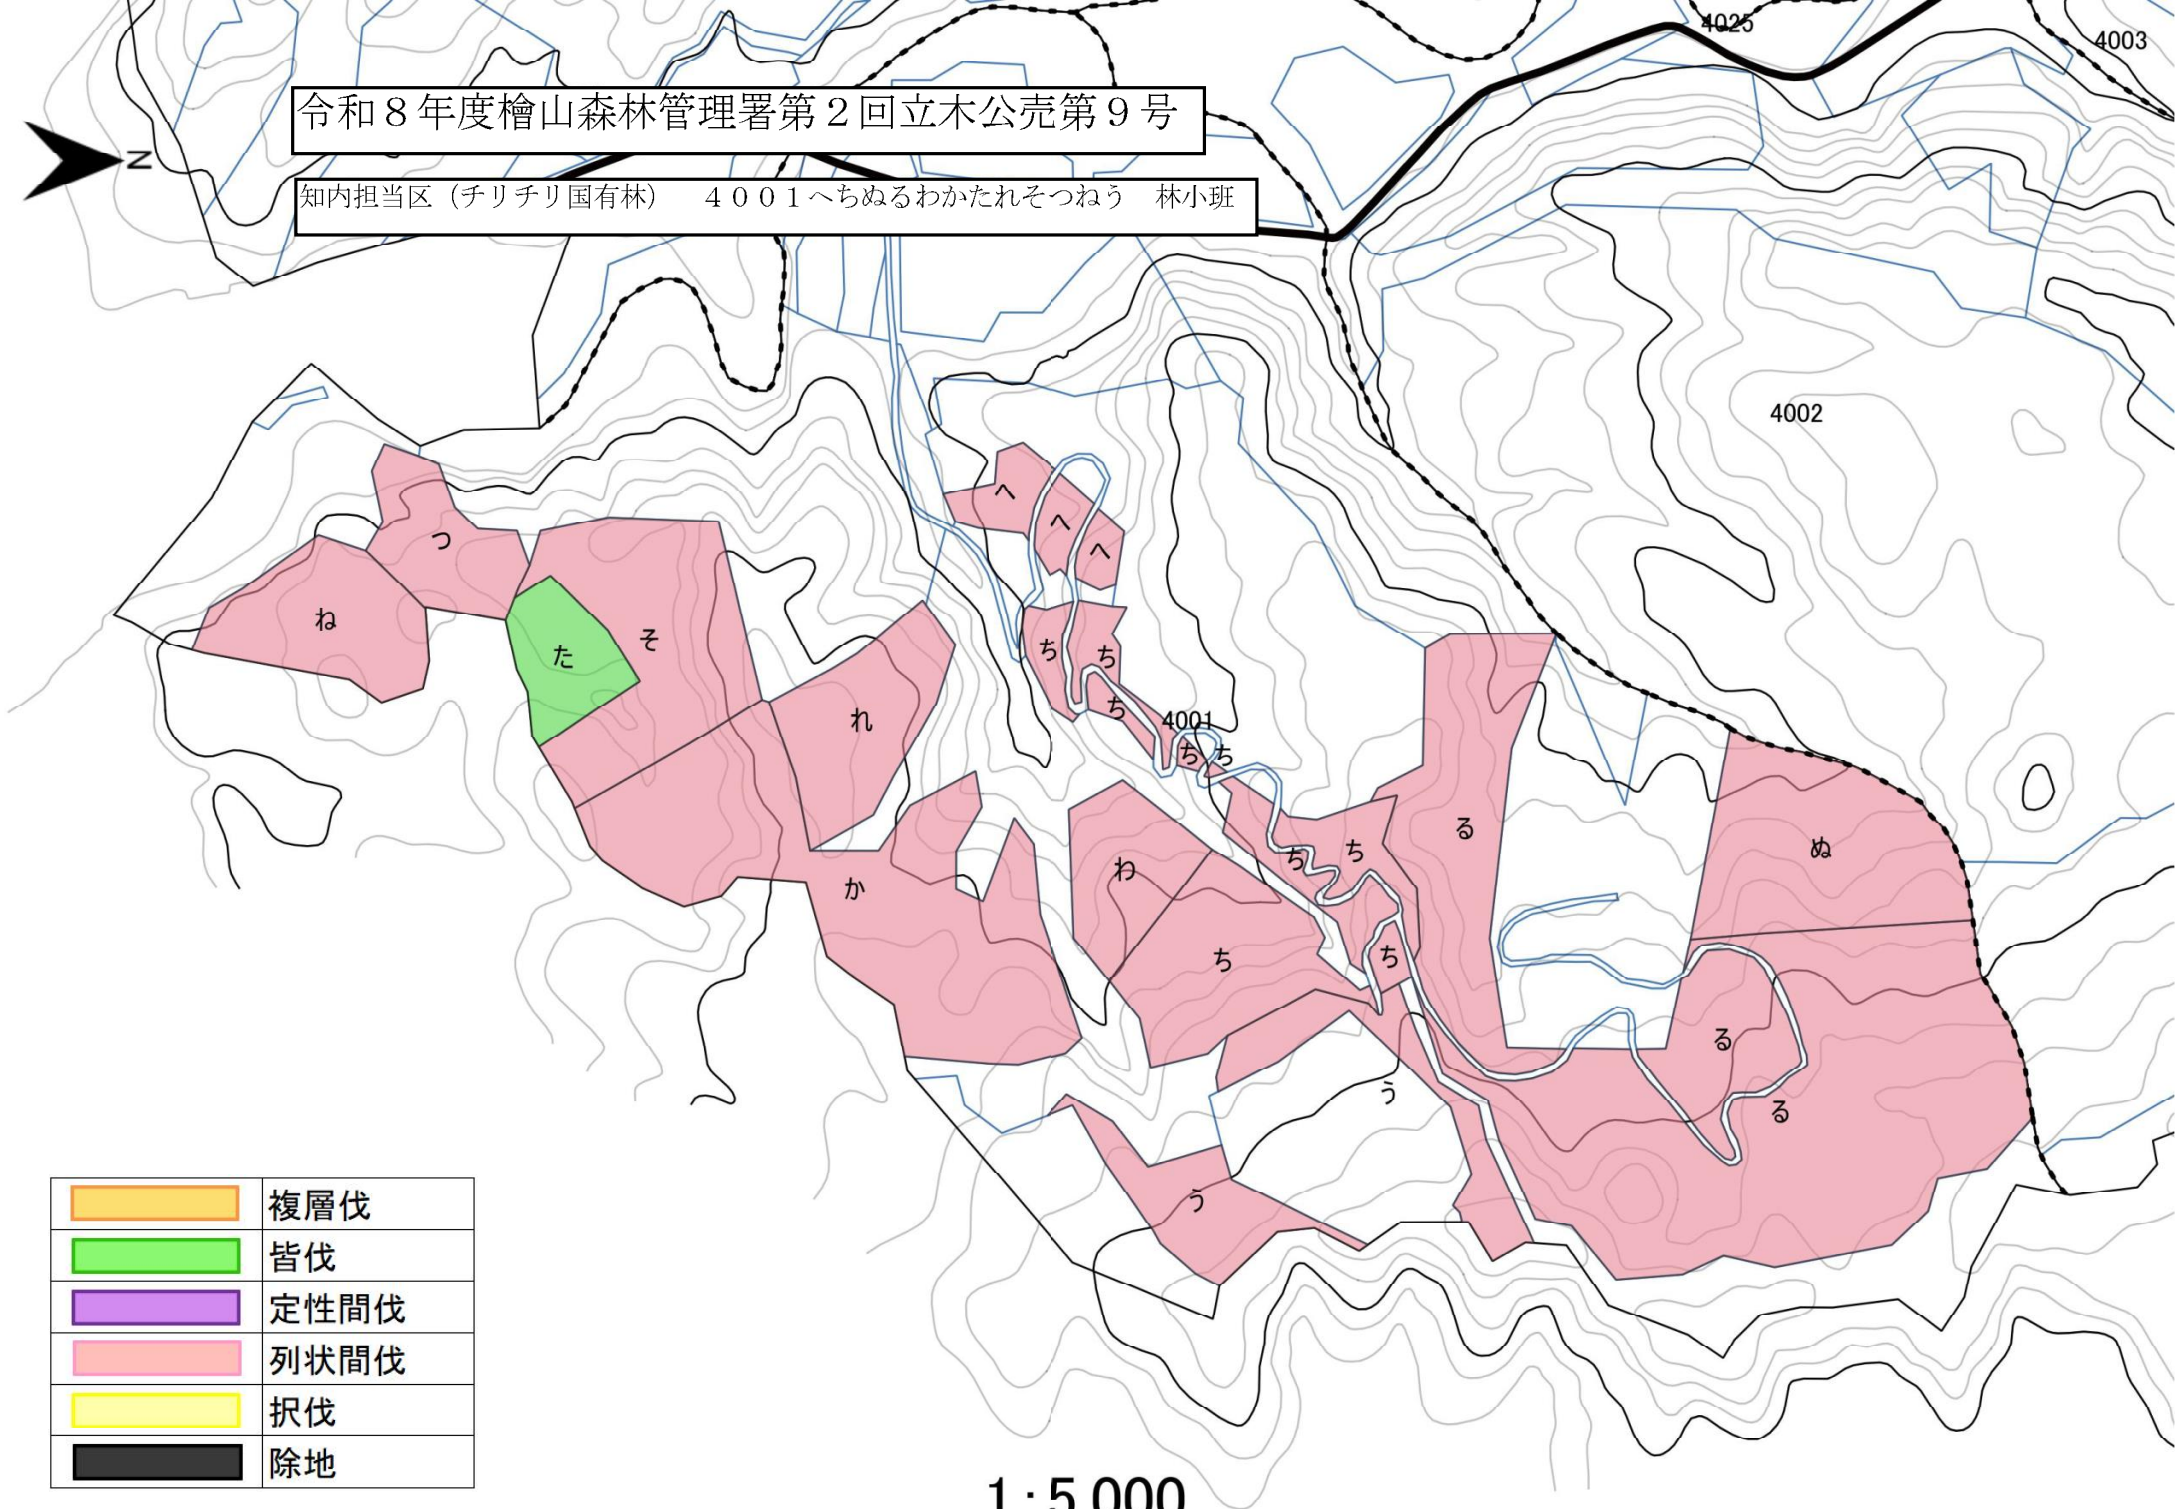 4025
4003
令和８年度檜山森林管理署第２回立木公売第９号
N
知内担当区（チリチリ国有林）　４００１へちぬるわかたれそつねう　林小班
4002
へ
つ
へ
へ
ね
そ
た
ち
ち
ち
れ
4001
ち
ち
る
ち
ち
ぬ
わ
か
ち
ち
る
う
る
う
複層伐
皆伐
定性間伐
列状間伐
択伐
除地
1:5,000